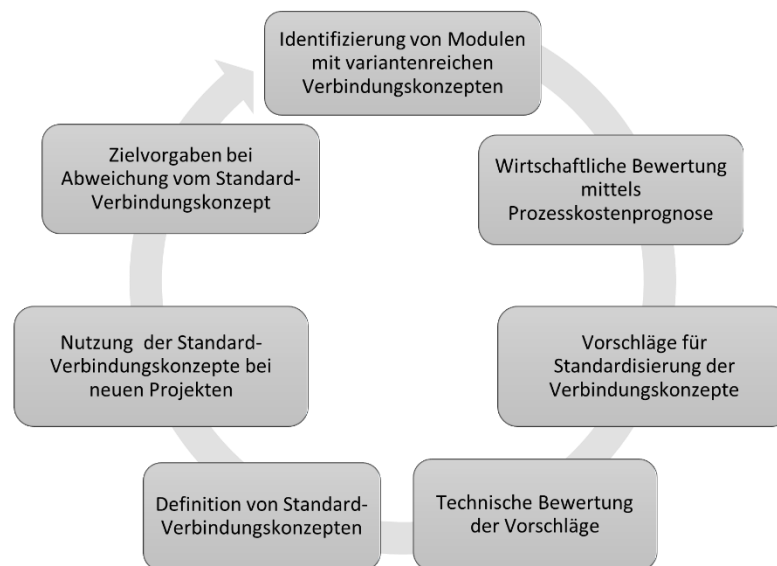 Identifizierung von Modulen
mit variantenreichen
Verbindungskonzepten
Wirtschaftliche Bewertung
mittels
Prozesskostenprognose
Vorschläge für
Standardisierung der
Verbindungskonzepte
Technische Bewertung
der Vorschläge
Definition von Standard-
Verbindungskonzepten
Nutzung der Standard-
Verbindungskonzepte bei
neuen Projekten
Zielvorgaben bei
Abweichung vom Standard-
Verbindungskonzept